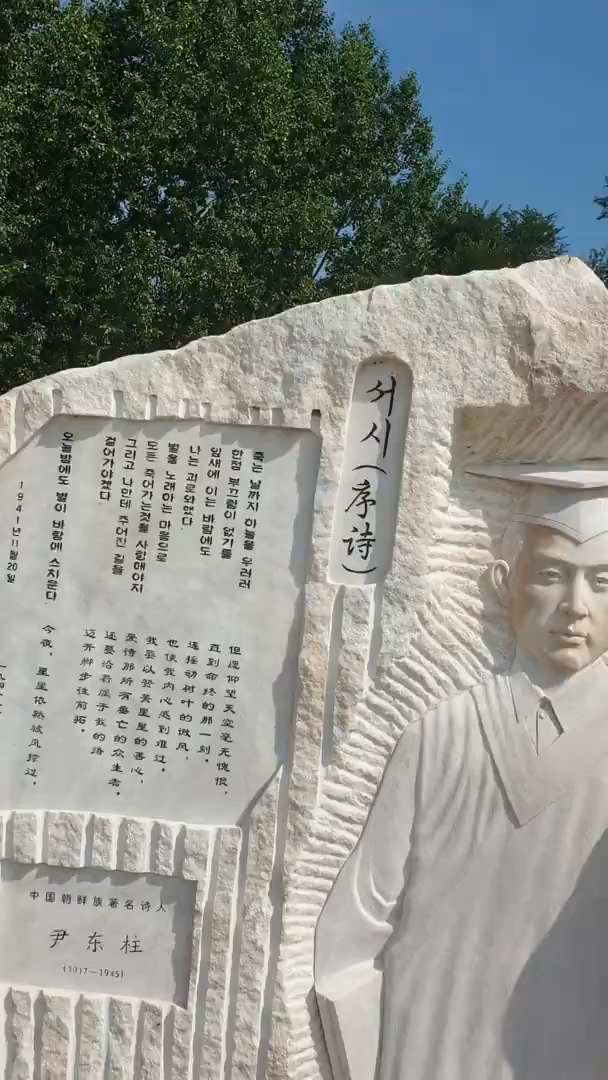 서시(序诗)
죽는 날까지 하늘을 우러러
한점 부끄럼이 없기를
잎새에 이는 바람에도
나는 괴로와했다
별을 노래하는 마음으로
모든 죽어가는것을 사랑해야지
그리고 나한테 주어진 길을
걸어가야겠다
오늘밤에도 별이 바람에 스치운다.
1941년11월20일
但愿仰望天空毫无愧恨，
直到命终的那一刻。
连摇动树叶的微风，
也使我内心感到难过。
我要以赞美星星的善心，
爱待那所有垂亡的众生者。
还要沿着属于我的路
迈开脚步往前拓。
今夜，星星依然被风掠过。
中国朝鲜族著名诗人
尹东柱
(1917—1945)